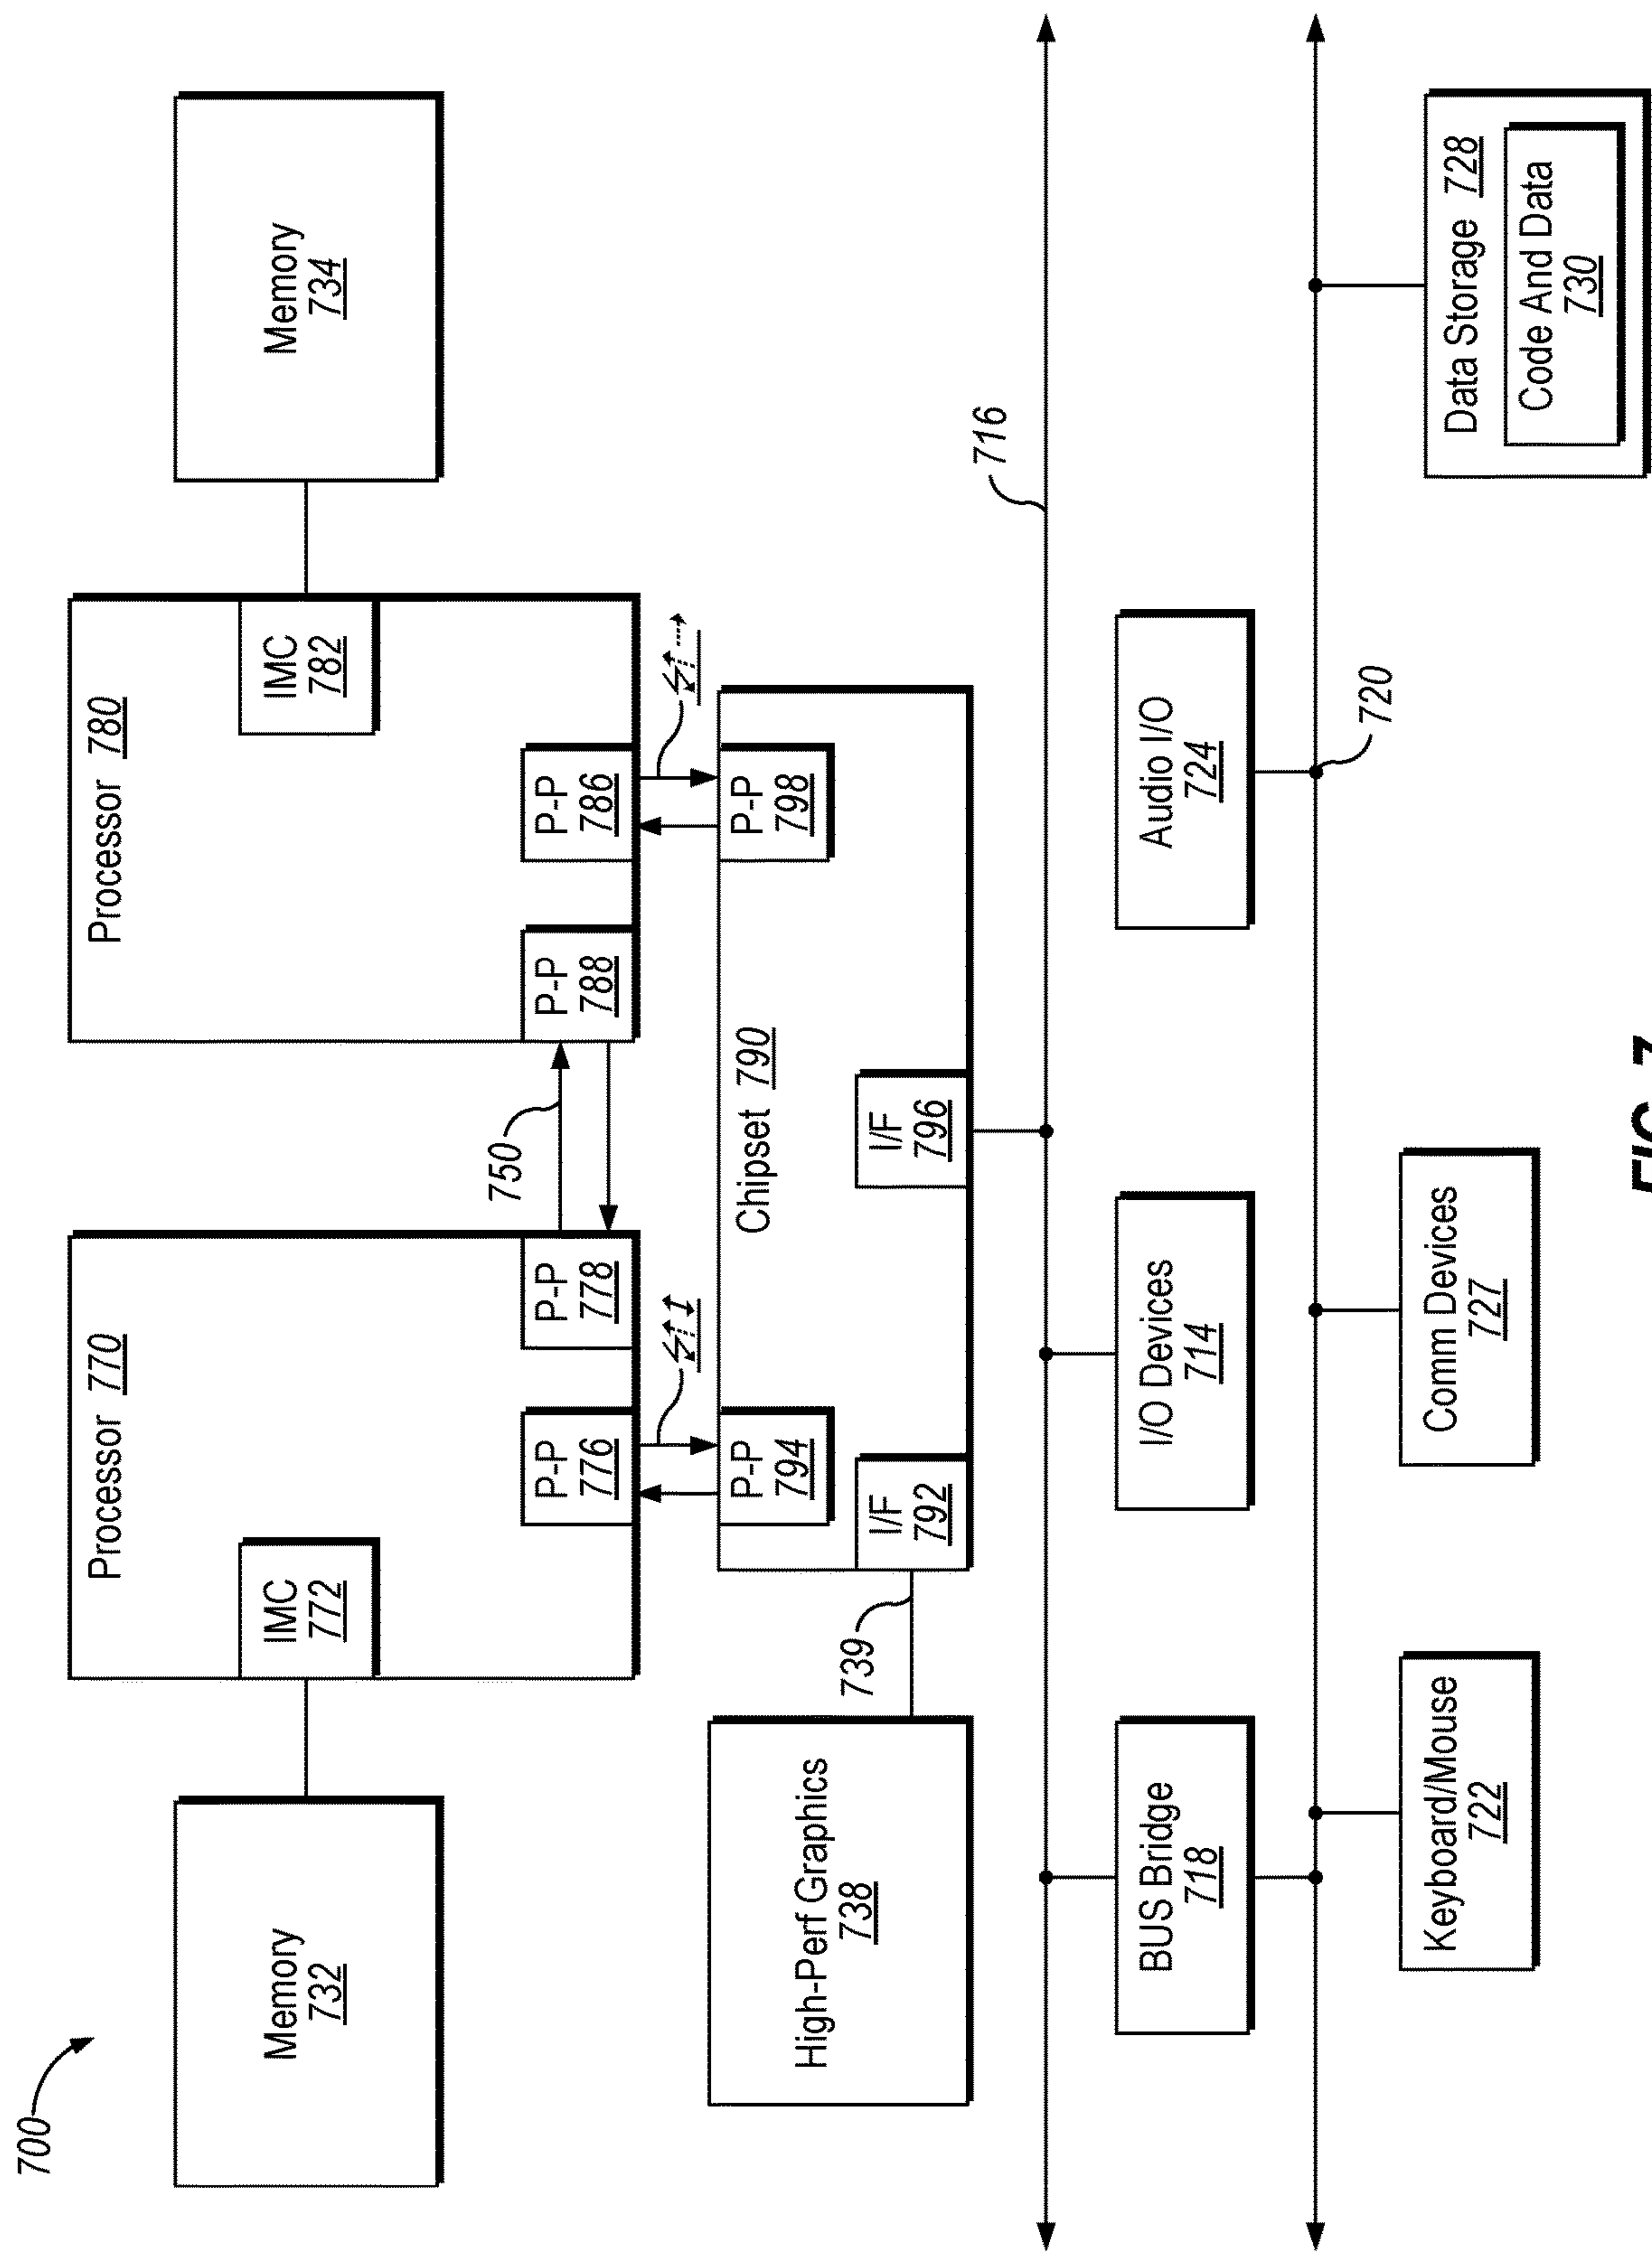 700
Memory
732
IMC
772
Processor 770
P-P
776
P-P
778
750
Processor 780
IMC
782
P-P
788
P-P
786
Memory
734
High-Perf Graphics
738
739
Chipset 790
P-P
794
P-P
798
I/F
792
I/F
796
716
BUS Bridge
718
I/O Devices
714
Audio I/O
724
720
Keyboard/Mouse
722
Comm Devices
727
Data Storage 728
Code And Data
730
FIG. 7